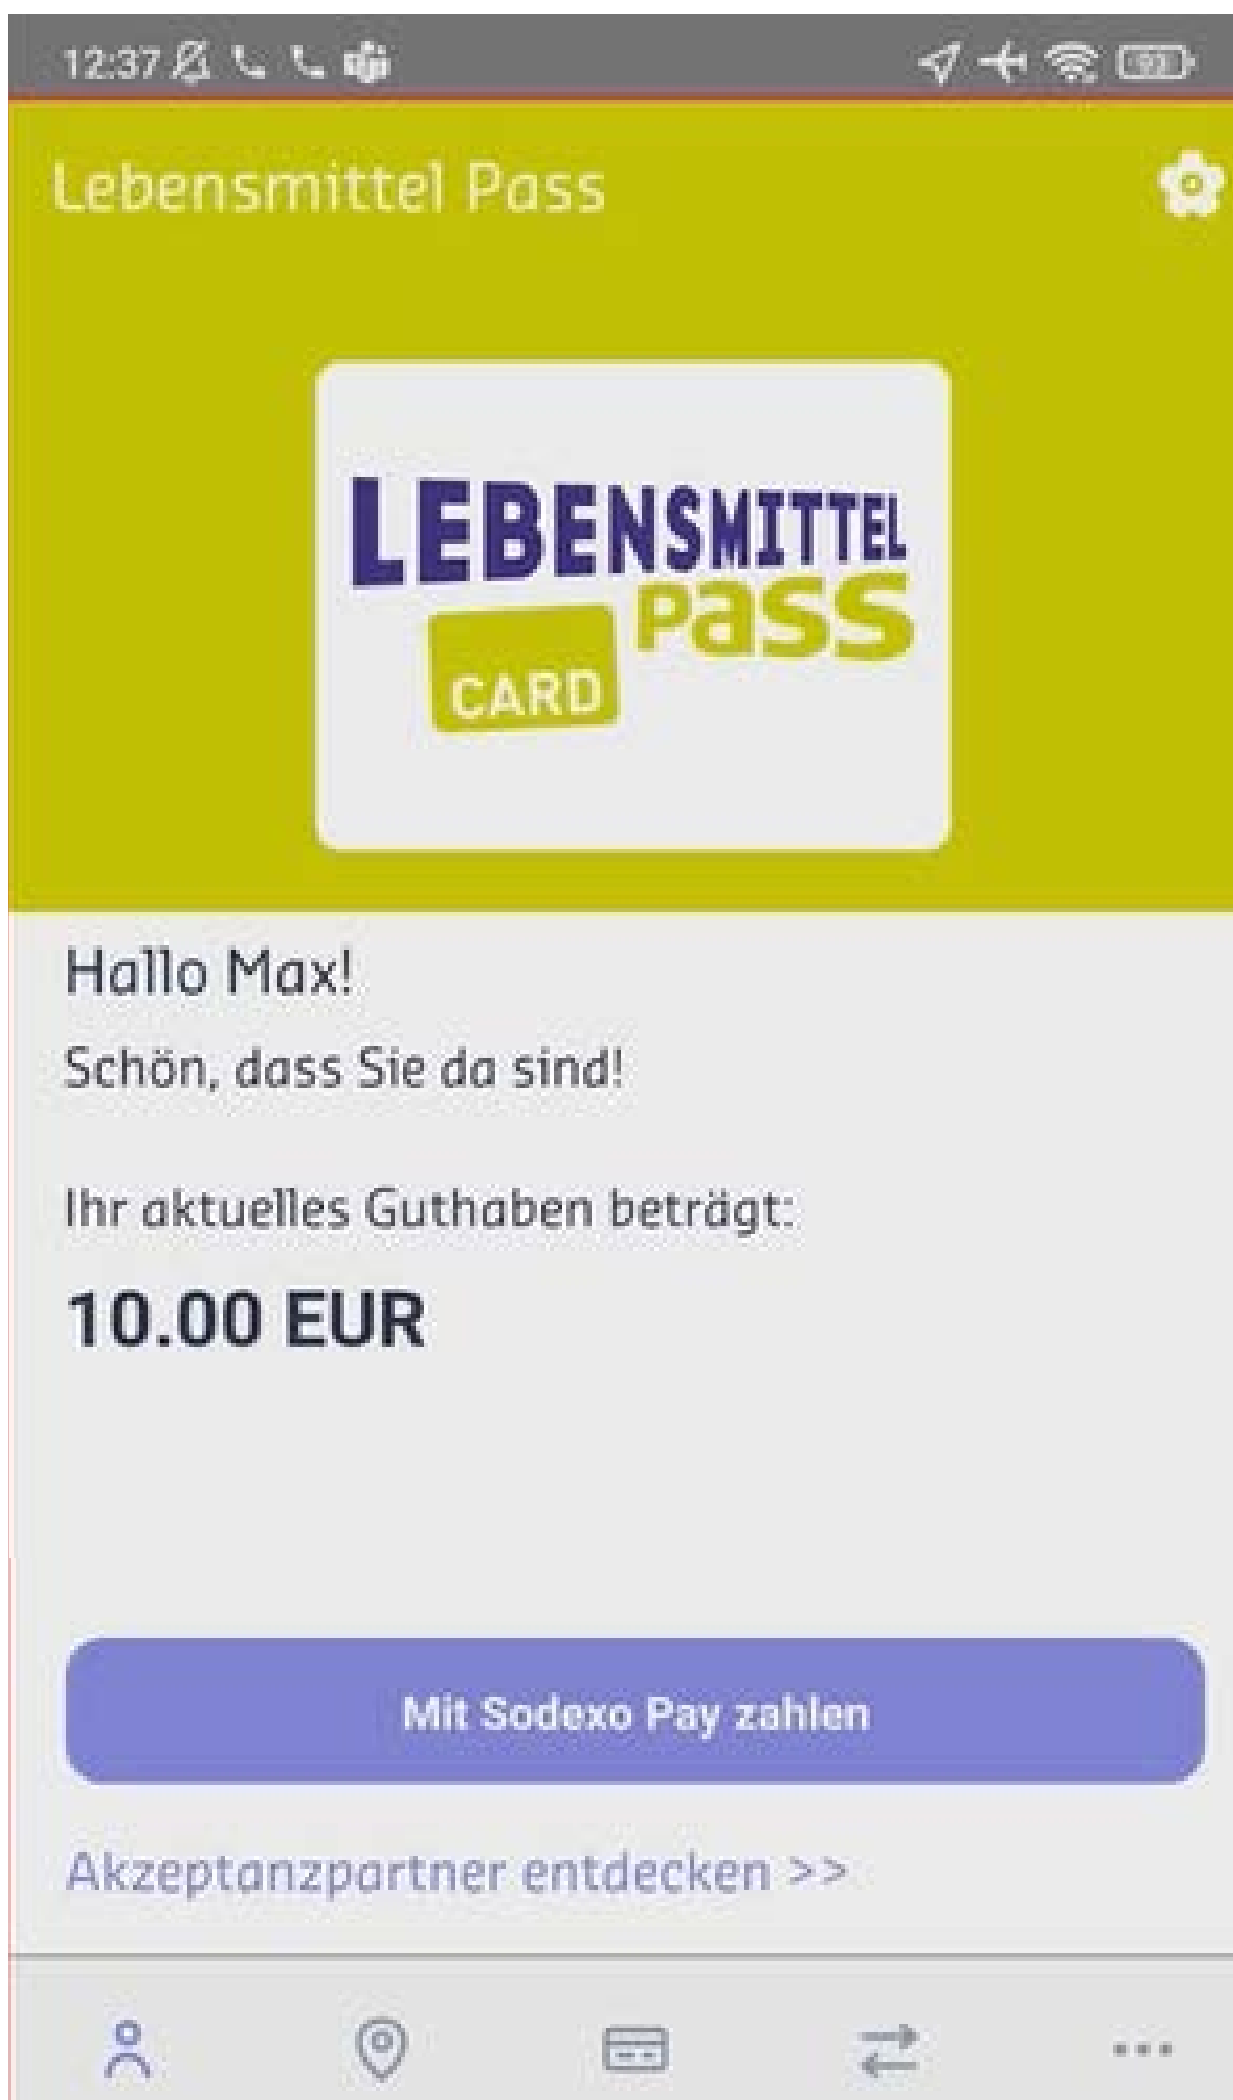 12:37
93
Lebensmittel Pass
LEBENSMITTEL
pass
CARD
Hallo Max!
Schön, dass Sie da sind!
Ihr aktuelles Guthaben beträgt:
10.00 EUR
Mit Sodexo Pay zahlen
Akzeptanzpartner entdecken >>